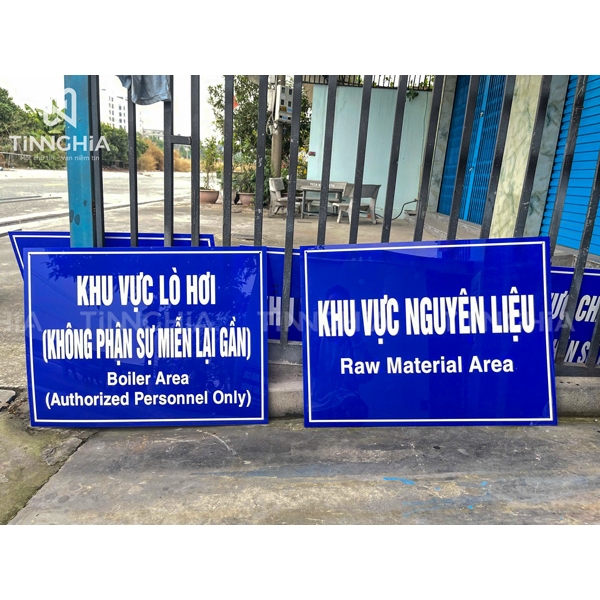 TiNNGHiA
KHU VỰC LÒ HƠI
(KHÔNG PHẬN SỰ MIỄN LẠI GẦN)
Boiler Area
(Authorized Personnel Only)
KHU VỰC NGUYÊN LIỆU
Raw Material Area